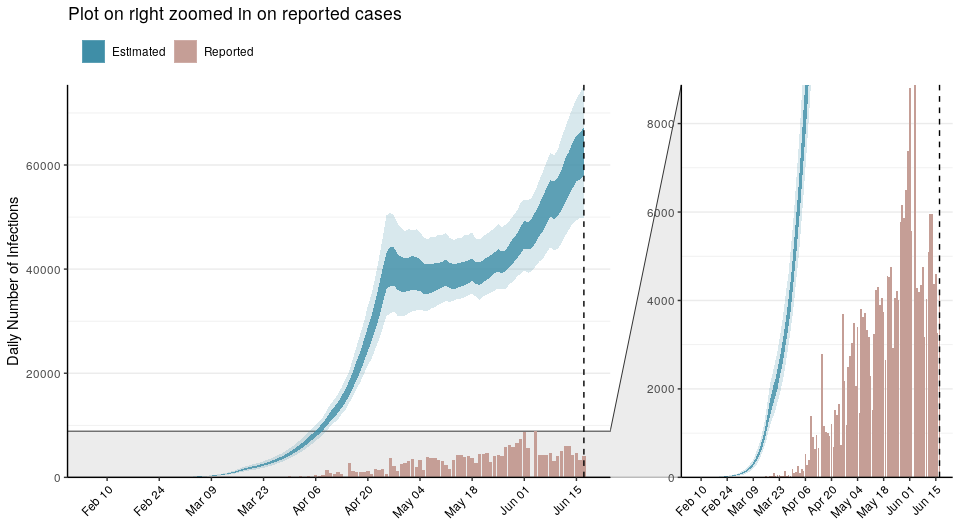 Plot on right zoomed in on reported cases
Estimated Reported
Daily Number of Infections
60000
40000
20000
0
Feb 10 Feb 24 Mar 09 Mar 23 Apr 06 Apr 20 May 04 May 18 Jun 01 Jun 15
8000
6000
4000
2000
0
Feb 10 Feb 24 Mar 09 Mar 23 Apr 06 Apr 20 May 04 May 18 Jun 01 Jun 15